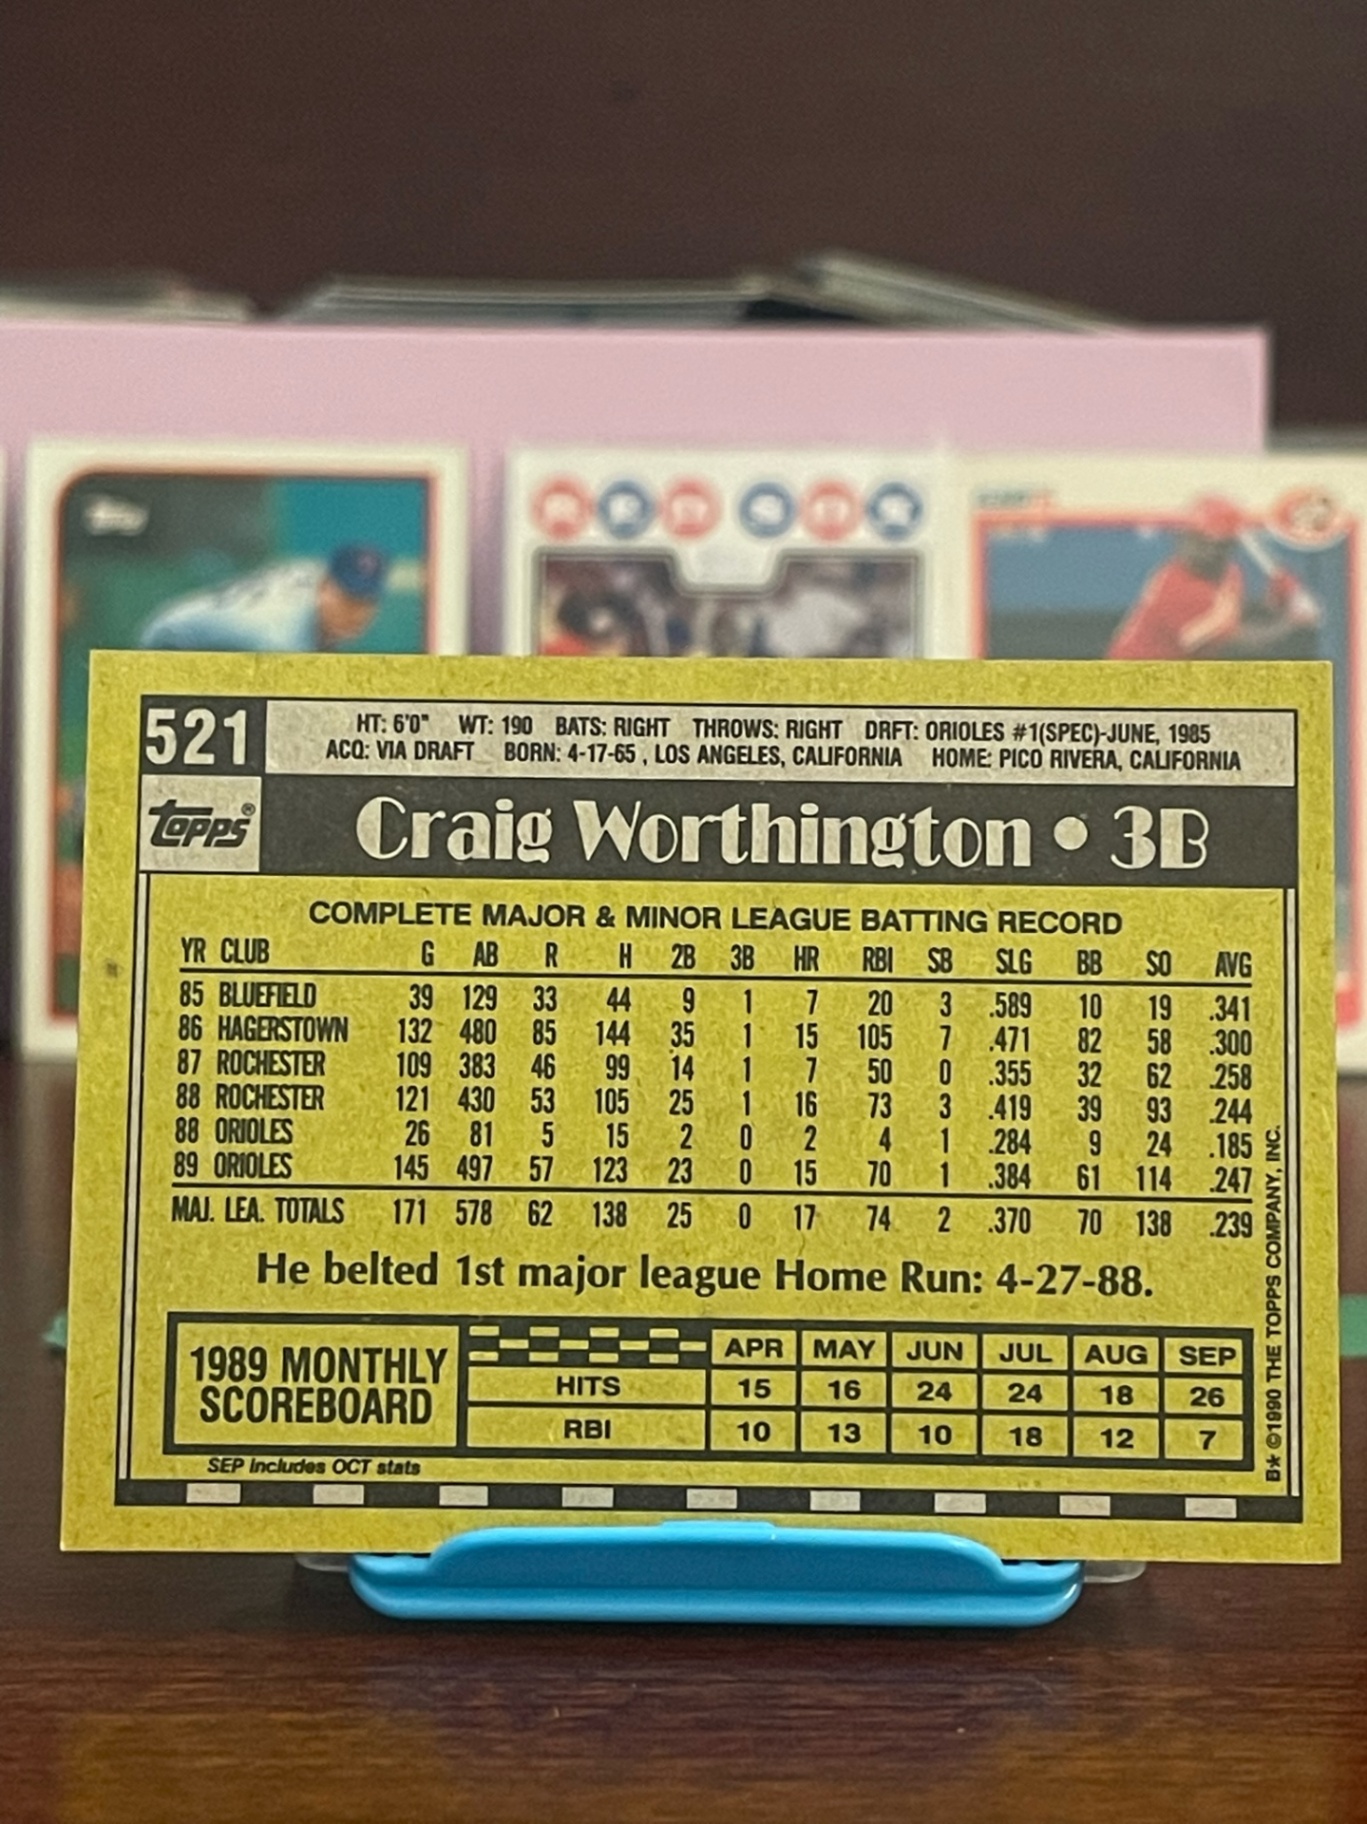 RED SOX
521
HT: 6'0" WT: 190 BATS: RIGHT THROWS: RIGHT DRFT: ORIOLES #1(SPEC)-JUNE, 1985
ACQ: VIA DRAFT BORN: 4-17-65 , LOS ANGELES, CALIFORNIA HOME: PICO RIVERA, CALIFORNIA
Topps®
Craig Worthington • 3B
COMPLETE MAJOR & MINOR LEAGUE BATTING RECORD
YR CLUB G AB R H 2B 3B HR RBI SB SLG BB SO AVG
85 BLUEFIELD 39 129 33 44 9 1 7 20 3 .589 10 19 .341
86 HAGERSTOWN 132 480 85 144 35 1 15 105 7 .471 82 58 .300
87 ROCHESTER 109 383 46 99 14 1 7 50 0 .355 32 62 .258
88 ROCHESTER 121 430 53 105 25 1 16 73 3 .419 39 93 .244
88 ORIOLES 26 81 5 15 2 0 2 4 1 .284 9 24 .185
89 ORIOLES 145 497 57 123 23 0 15 70 1 .384 61 114 .247
MAJ. LEA. TOTALS 171 578 62 138 25 0 17 74 2 .370 70 138 .239
He belted 1st major league Home Run: 4-27-88.
1989 MONTHLY
SCOREBOARD
APR MAY JUN JUL AUG SEP
HITS 15 16 24 24 18 26
RBI 10 13 10 18 12 7
SEP includes OCT stats
B* ©1990 THE TOPPS COMPANY, INC.